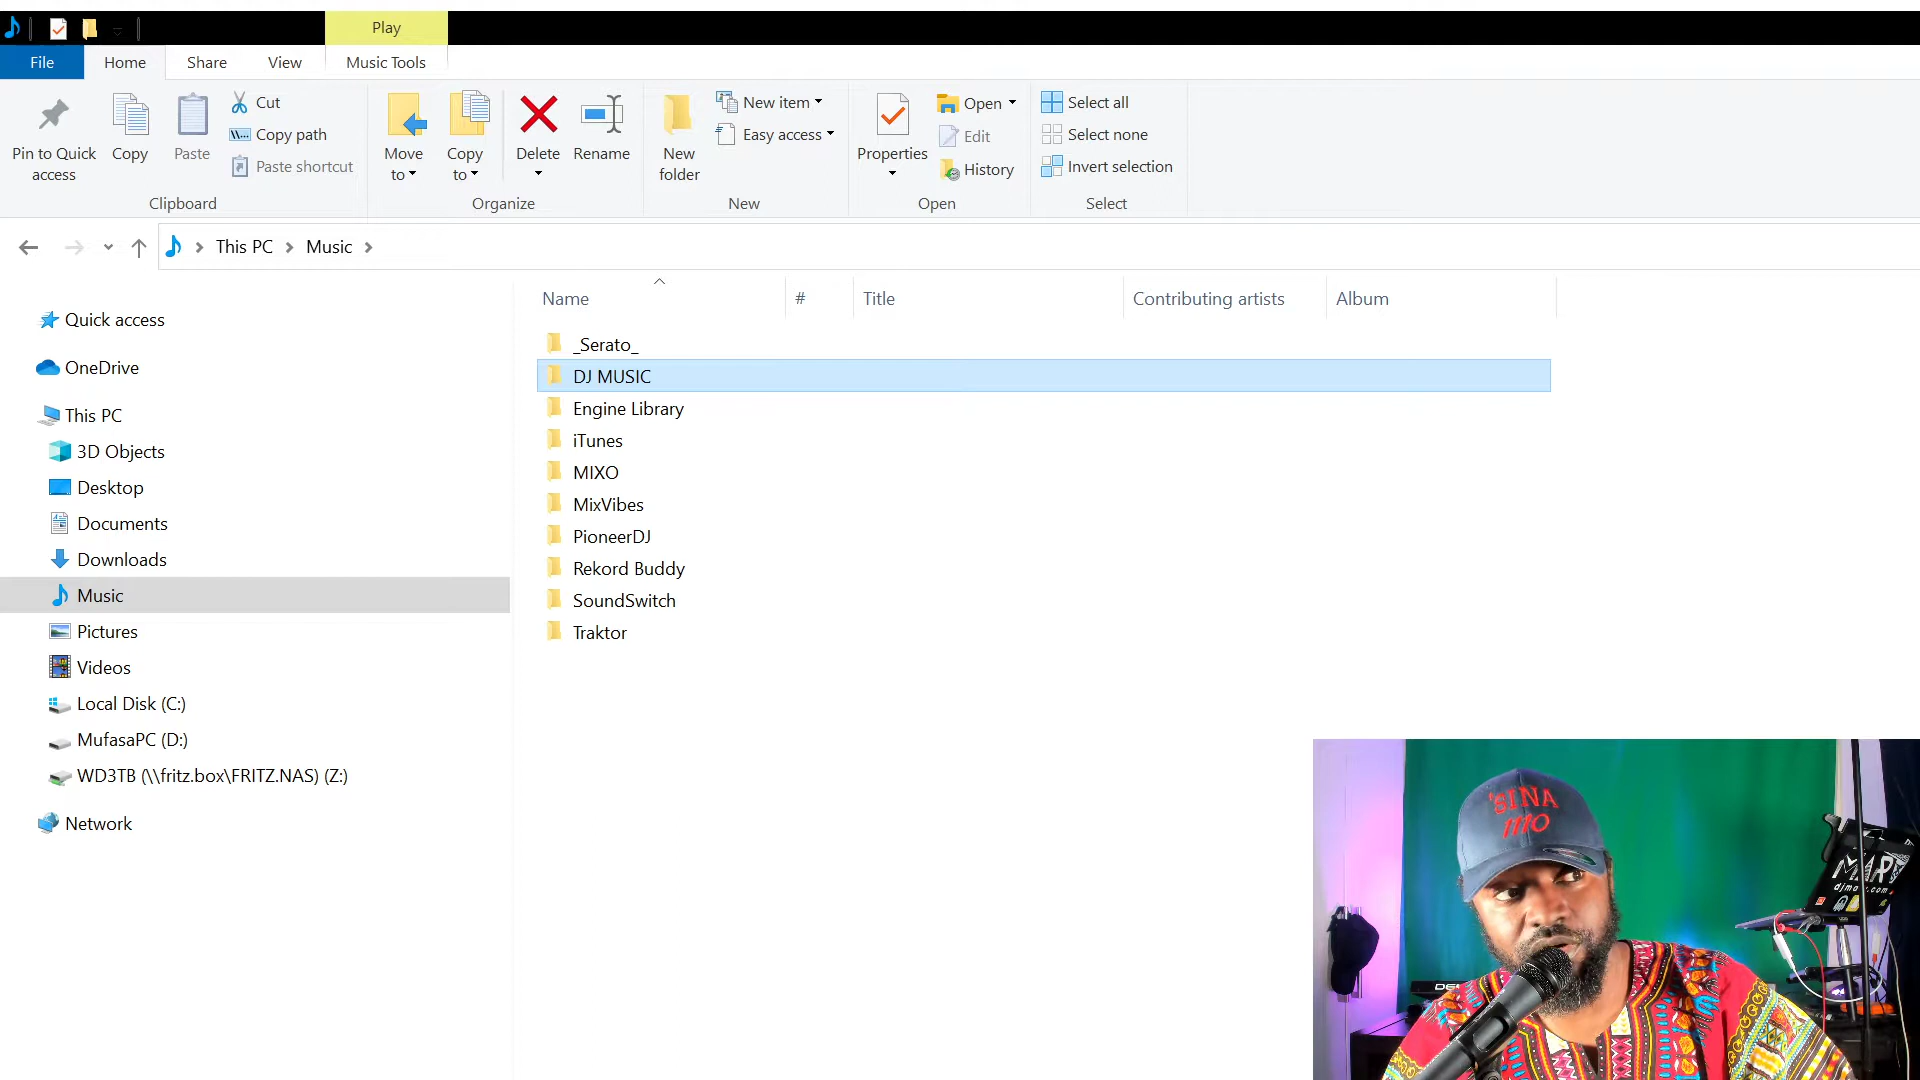 Play
File
Home
Share
View
Music Tools
Pin to Quick access
Copy
Paste
Cut
Copy path
Paste shortcut
Clipboard
Move to
Copy to
Delete
Rename
Organize
New folder
New item
Easy access
New
Properties
Open
Edit
History
Open
Select all
Select none
Invert selection
Select
This PC
Music
Name
#
Title
Contributing artists
Album
Quick access
OneDrive
This PC
3D Objects
Desktop
Documents
Downloads
Music
Pictures
Videos
Local Disk (C:)
MufasaPC (D:)
WD3TB (\\fritz.box\FRITZ.NAS) (Z:)
Network
_Serato_
DJ MUSIC
Engine Library
iTunes
MIXO
MixVibes
PioneerDJ
Rekord Buddy
SoundSwitch
Traktor
'SINA
1110